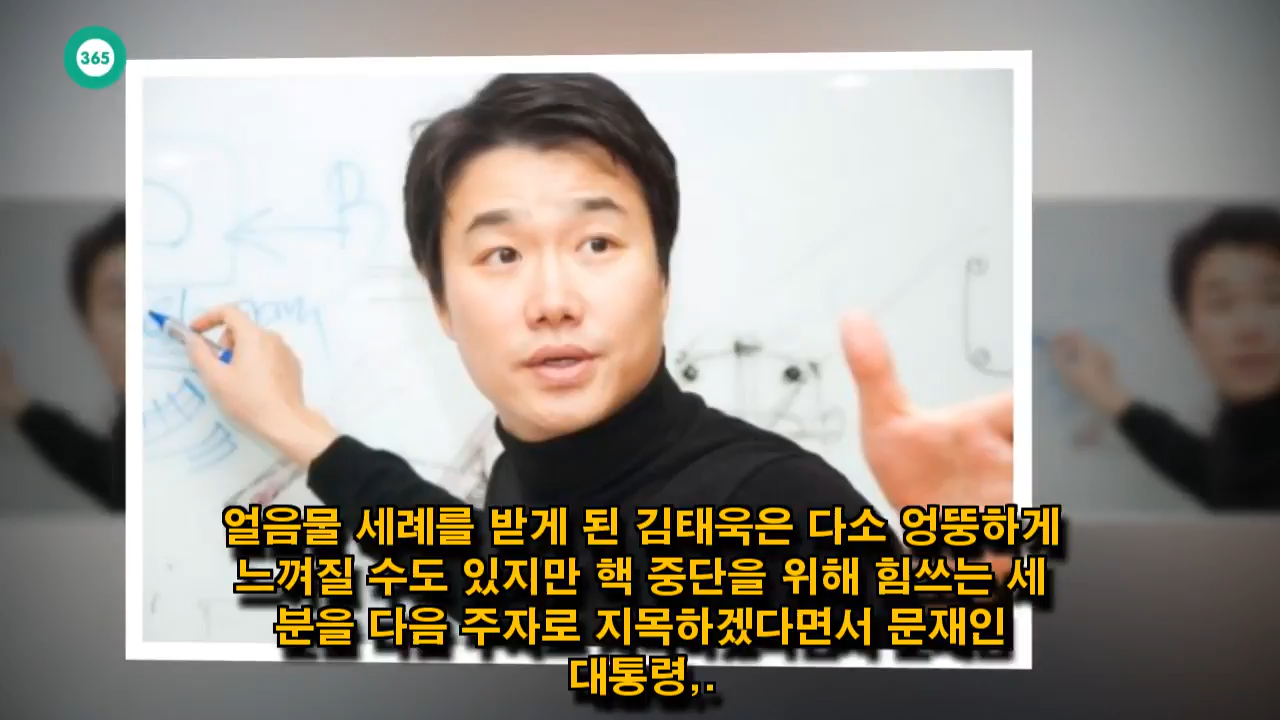 365
얼음물 세례를 받게 된 김태욱은 다소 엉뚱하게
느껴질 수도 있지만 핵 중단을 위해 힘쓰는 세
분을 다음 주자로 지목하겠다면서 문재인
대통령,.